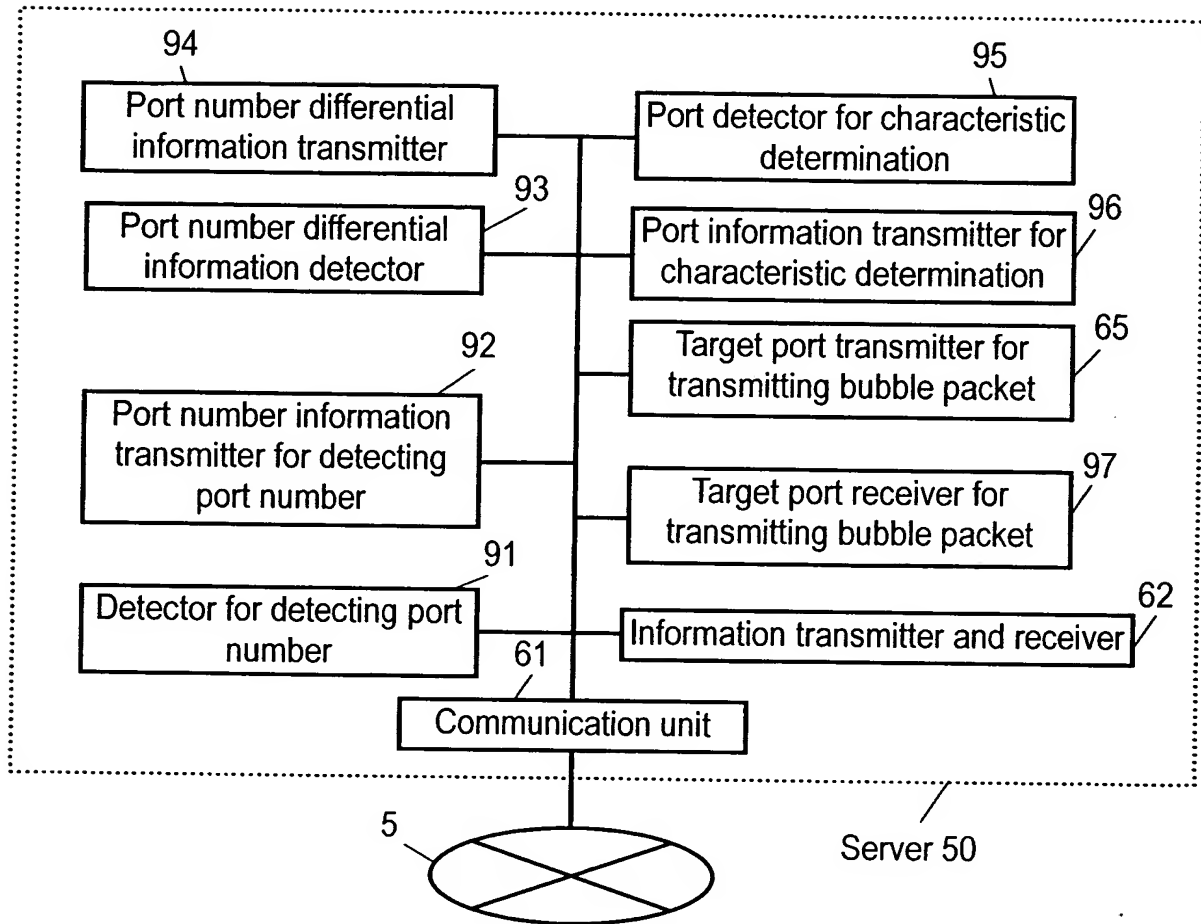 94
Port number differential
information transmitter
95
Port detector for characteristic
determination
93
Port number differential
information detector
96
Port information transmitter for
characteristic determination
92
Port number information
transmitter for detecting
port number
65
Target port transmitter for
transmitting bubble packet
97
Target port receiver for
transmitting bubble packet
91
Detector for detecting port
number
62
Information transmitter and receiver
61
Communication unit
5
Server 50